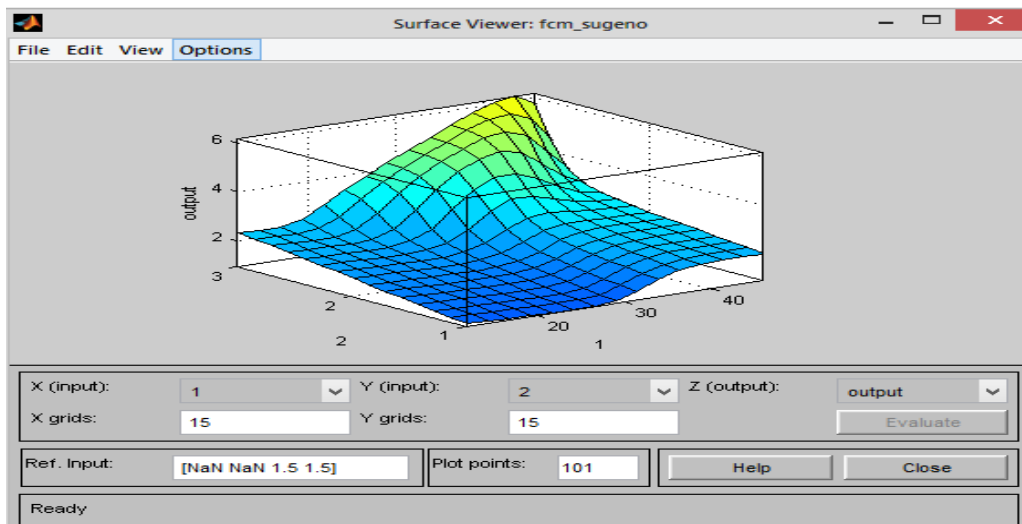 Surface Viewer: fcm_sugeno
File Edit View Options
6
4
2
output
3
2
1
2
20
30
40
1
X (input): 1 Y (input): 2 Z (output): output
X grids: 15 Y grids: 15 Evaluate
Ref. Input: [NaN NaN 1.5 1.5] Plot points: 101 Help Close
Ready